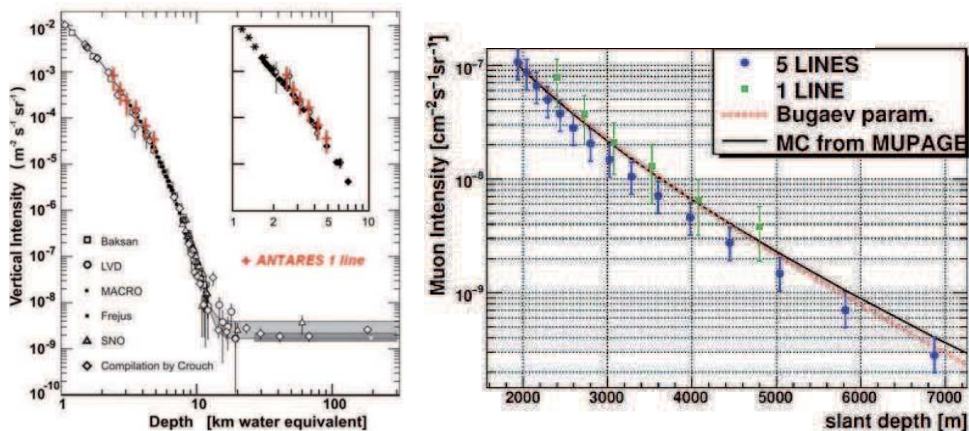 Vertical Intensity (m⁻² s⁻¹ sr⁻¹)
10⁻²
10⁻³
10⁻⁴
10⁻⁵
10⁻⁶
10⁻⁷
10⁻⁸
10⁻⁹
10⁻¹⁰
1 2 5 10
+ ANTARES 1 line
Baksan
LVD
MACRO
Frejus
SNO
Compilation by Crouch
1 10 100
Depth [km water equivalent]
Muon Intensity [cm⁻²s⁻¹sr⁻¹]
10⁻⁷
10⁻⁸
10⁻⁹
5 LINES
1 LINE
Bugaev param.
MC from MUPAGE
2000 3000 4000 5000 6000 7000
slant depth [m]